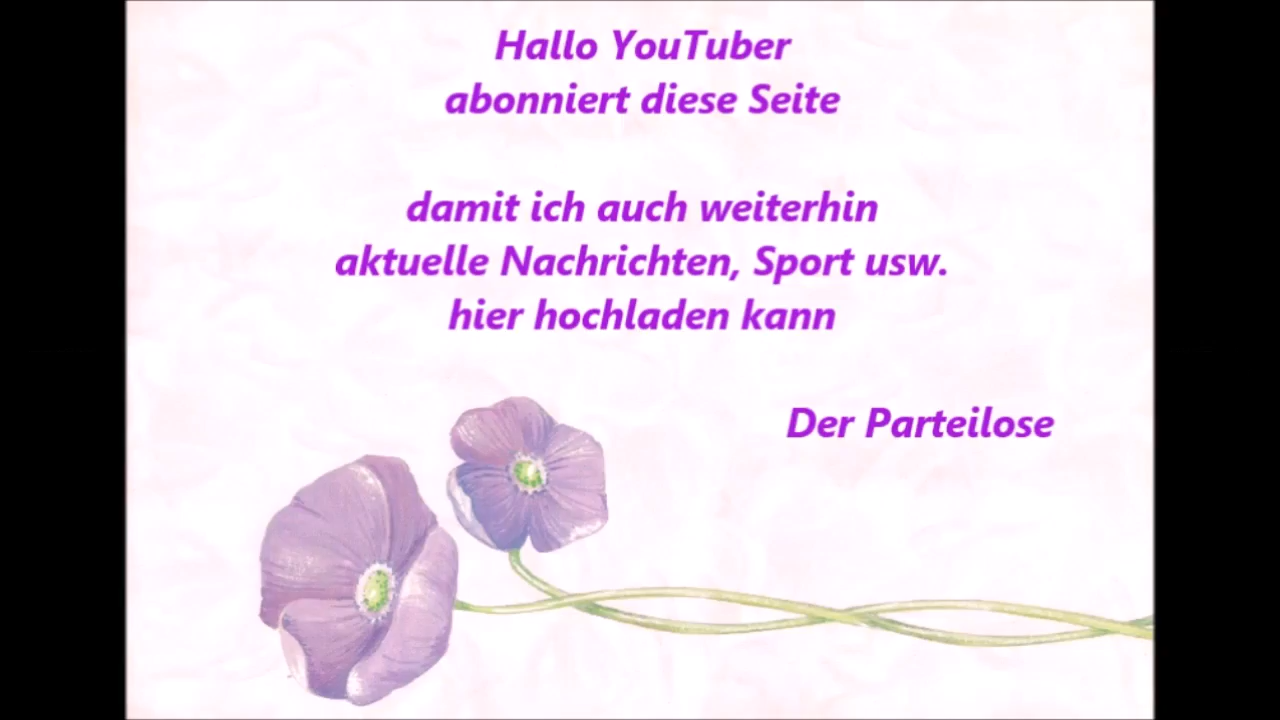 Hallo YouTuber
abonniert diese Seite
damit ich auch weiterhin
aktuelle Nachrichten, Sport usw.
hier hochladen kann
Der Parteilose